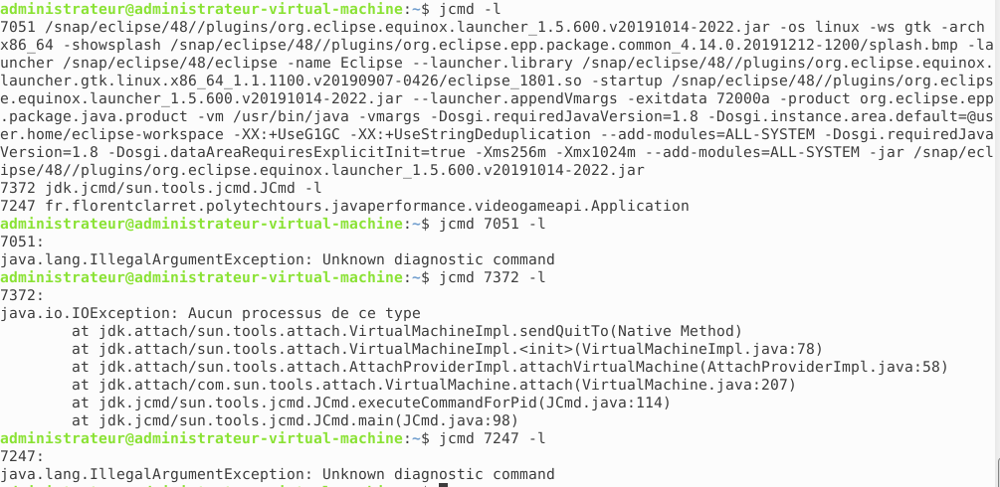 administrateur@administrateur-virtual-machine:~$ jcmd -l
7051 /snap/eclipse/48//plugins/org.eclipse.equinox.launcher_1.5.600.v20191014-2022.jar -os linux -ws gtk -arch
x86_64 -showsplash /snap/eclipse/48//plugins/org.eclipse.epp.package.common_4.14.0.20191212-1200/splash.bmp -la
uncher /snap/eclipse/48/eclipse -name Eclipse --launcher.library /snap/eclipse/48//plugins/org.eclipse.equinox.
launcher.gtk.linux.x86_64_1.1.1100.v20190907-0426/eclipse_1801.so -startup /snap/eclipse/48//plugins/org.eclips
e.equinox.launcher_1.5.600.v20191014-2022.jar --launcher.appendVmargs -exitdata 72000a -product org.eclipse.epp
.package.java.product -vm /usr/bin/java -vmargs -Dosgi.requiredJavaVersion=1.8 -Dosgi.instance.area.default=@us
er.home/eclipse-workspace -XX:+UseG1GC -XX:+UseStringDeduplication --add-modules=ALL-SYSTEM -Dosgi.requiredJava
Version=1.8 -Dosgi.dataAreaRequiresExplicitInit=true -Xms256m -Xmx1024m --add-modules=ALL-SYSTEM -jar /snap/ecl
ipse/48//plugins/org.eclipse.equinox.launcher_1.5.600.v20191014-2022.jar
7372 jdk.jcmd/sun.tools.jcmd.JCmd -l
7247 fr.florentclarret.polytechtours.javaperformance.videogameapi.Application
administrateur@administrateur-virtual-machine:~$ jcmd 7051 -l
7051:
java.lang.IllegalArgumentException: Unknown diagnostic command
administrateur@administrateur-virtual-machine:~$ jcmd 7372 -l
7372:
java.io.IOException: Aucun processus de ce type
        at jdk.attach/sun.tools.attach.VirtualMachineImpl.sendQuitTo(Native Method)
        at jdk.attach/sun.tools.attach.VirtualMachineImpl.<init>(VirtualMachineImpl.java:78)
        at jdk.attach/sun.tools.attach.AttachProviderImpl.attachVirtualMachine(AttachProviderImpl.java:58)
        at jdk.attach/com.sun.tools.attach.VirtualMachine.attach(VirtualMachine.java:207)
        at jdk.jcmd/sun.tools.jcmd.JCmd.executeCommandForPid(JCmd.java:114)
        at jdk.jcmd/sun.tools.jcmd.JCmd.main(JCmd.java:98)
administrateur@administrateur-virtual-machine:~$ jcmd 7247 -l
7247:
java.lang.IllegalArgumentException: Unknown diagnostic command